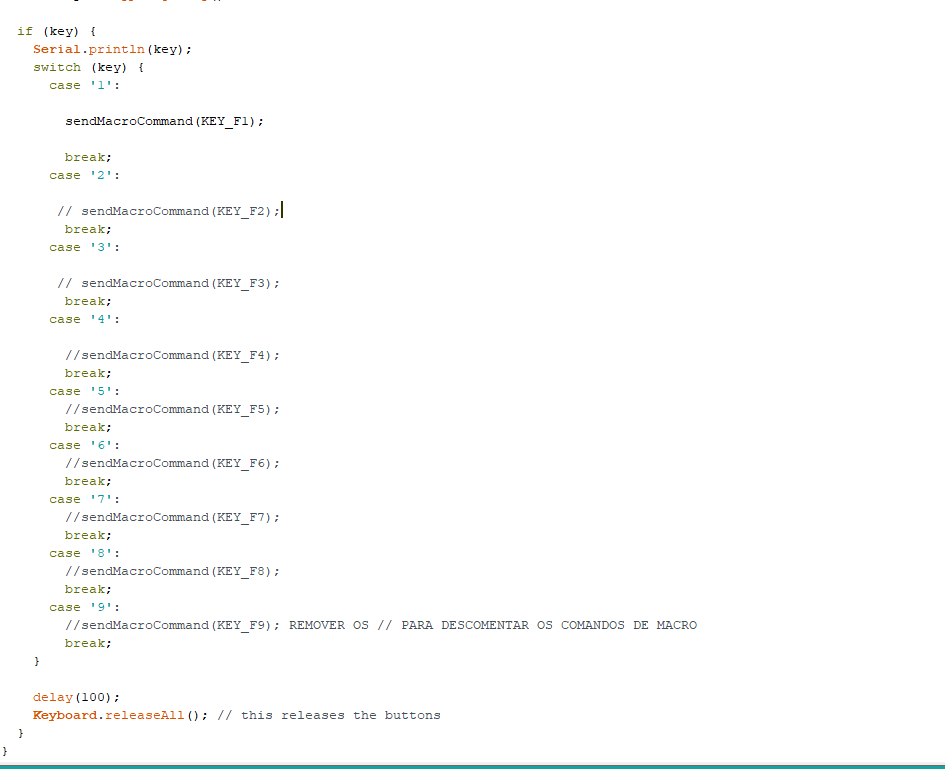 if (key) {
Serial.println(key);
switch (key) {
case '1':
sendMacroCommand(KEY_F1);
break;
case '2':
// sendMacroCommand(KEY_F2);
break;
case '3':
// sendMacroCommand(KEY_F3);
break;
case '4':
//sendMacroCommand(KEY_F4);
break;
case '5':
//sendMacroCommand(KEY_F5);
break;
case '6':
//sendMacroCommand(KEY_F6);
break;
case '7':
//sendMacroCommand(KEY_F7);
break;
case '8':
//sendMacroCommand(KEY_F8);
break;
case '9':
//sendMacroCommand(KEY_F9); REMOVER OS // PARA DESCOMENTAR OS COMANDOS DE MACRO
break;
}
delay(100);
Keyboard.releaseAll(); // this releases the buttons
}
}